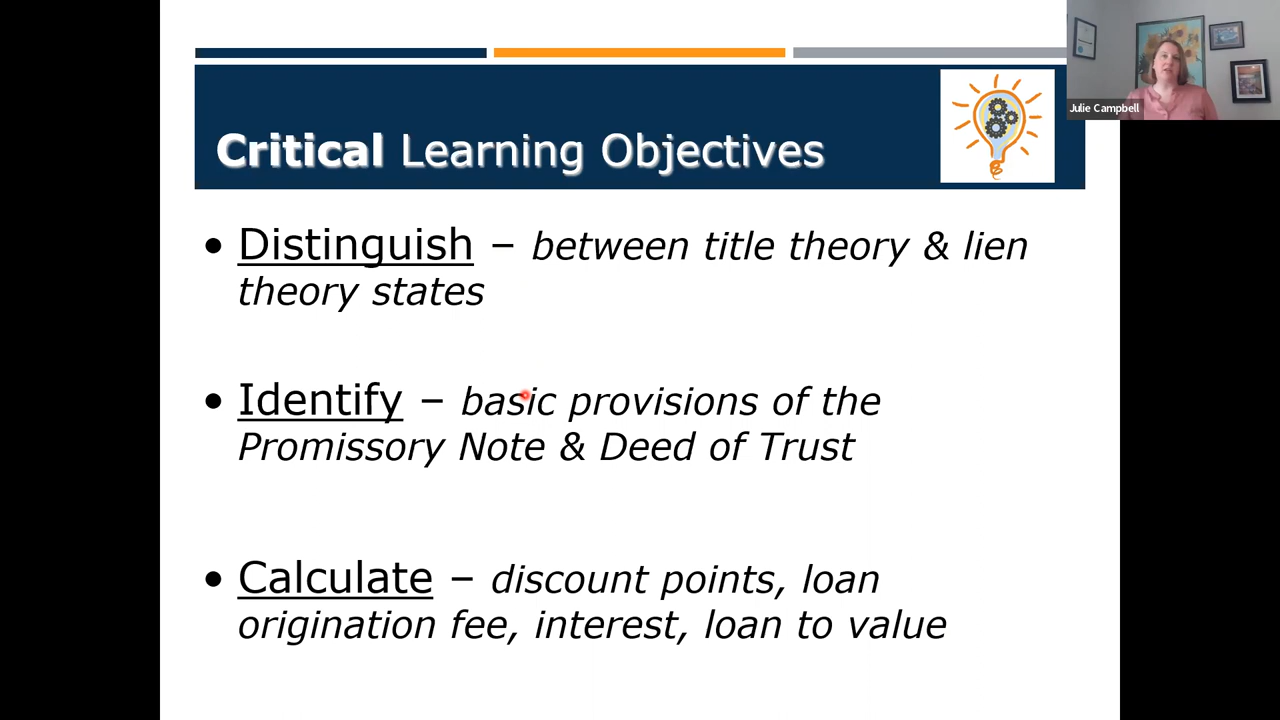 Julie Campbell
Critical Learning Objectives
• Distinguish – between title theory & lien
theory states
• Identify – basic provisions of the
Promissory Note & Deed of Trust
• Calculate – discount points, loan
origination fee, interest, loan to value